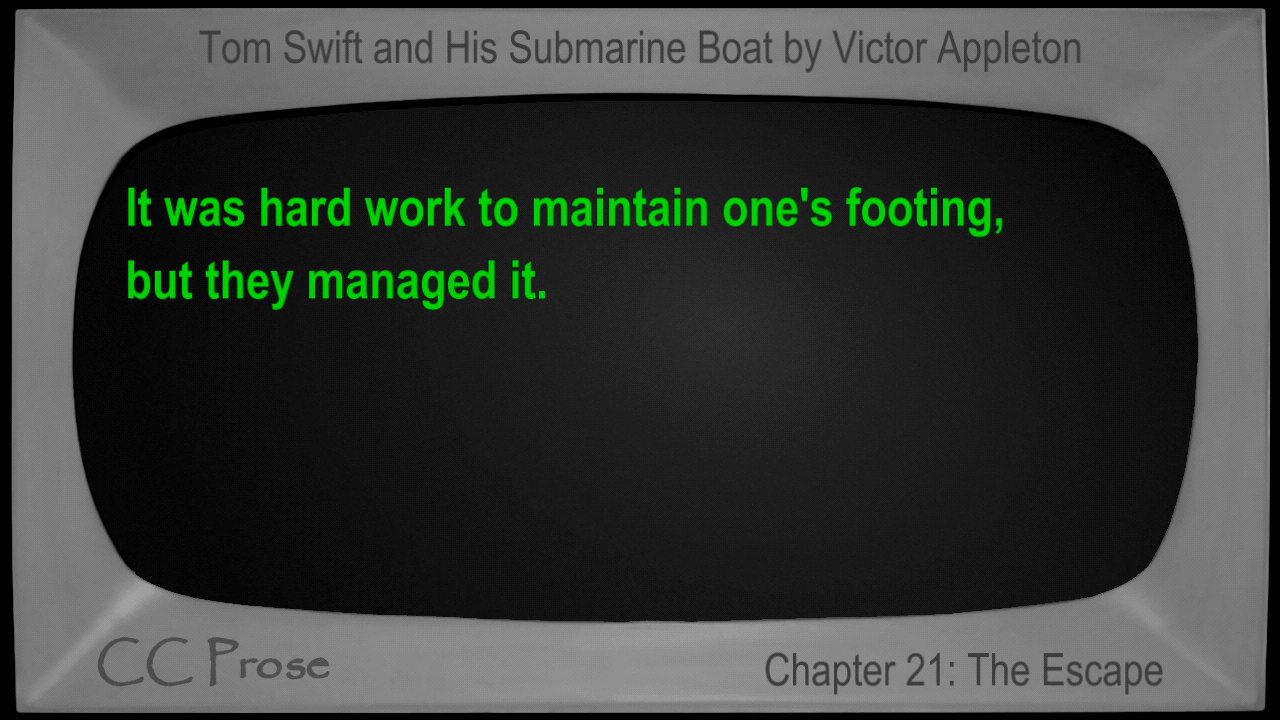 Tom Swift and His Submarine Boat by Victor Appleton
It was hard work to maintain one's footing,
but they managed it.
CC Prose
Chapter 21: The Escape